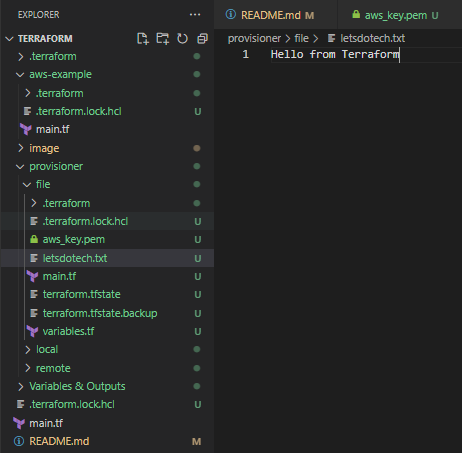 EXPLORER
TERRAFORM
.terraform
aws-example
.terraform
.terraform.lock.hcl U
main.tf
image
provisioner
file
.terraform
.terraform.lock.hcl U
aws_key.pem U
letsdotech.txt U
main.tf U
terraform.tfstate U
terraform.tfstate.backup U
variables.tf U
local
remote
Variables & Outputs
.terraform.lock.hcl U
main.tf
README.md M
README.md M
aws_key.pem U
provisioner > file > letsdotech.txt
1 Hello from Terraform